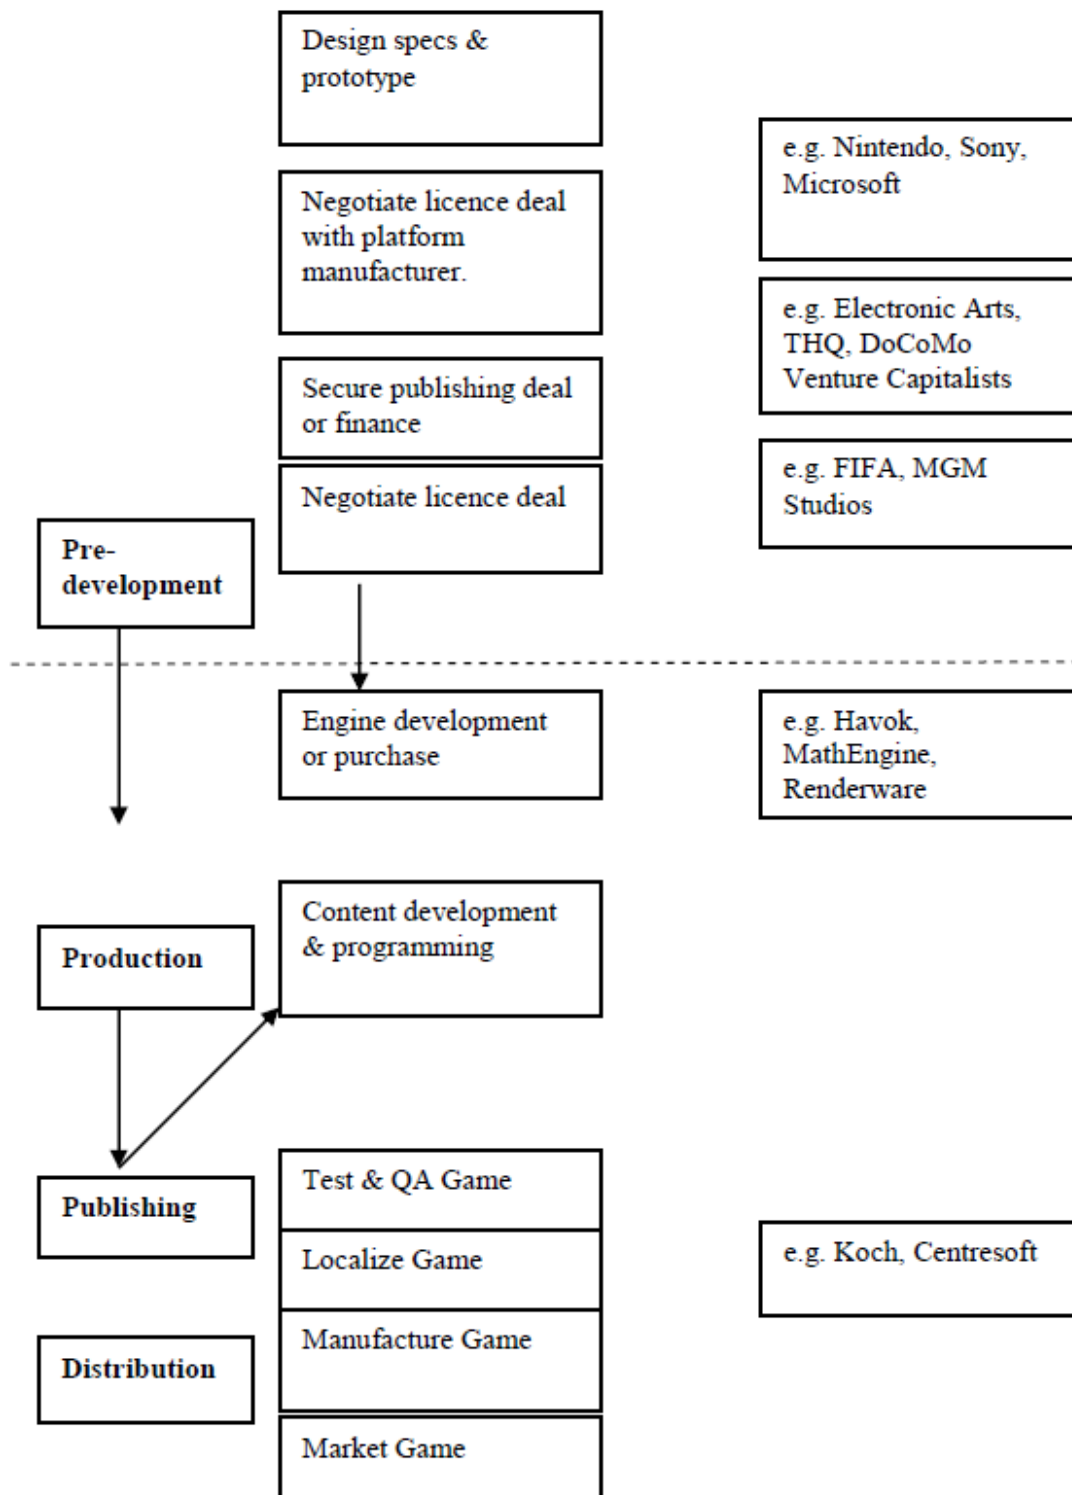 Design specs &
prototype
e.g. Nintendo, Sony,
Microsoft
Negotiate licence deal
with platform
manufacturer.
e.g. Electronic Arts,
THQ, DoCoMo
Venture Capitalists
Secure publishing deal
or finance
e.g. FIFA, MGM
Studios
Negotiate licence deal
Pre-
development
Engine development
or purchase
e.g. Havok,
MathEngine,
Renderware
Content development
& programming
Production
Test & QA Game
Publishing
Localize Game
e.g. Koch, Centresoft
Manufacture Game
Distribution
Market Game